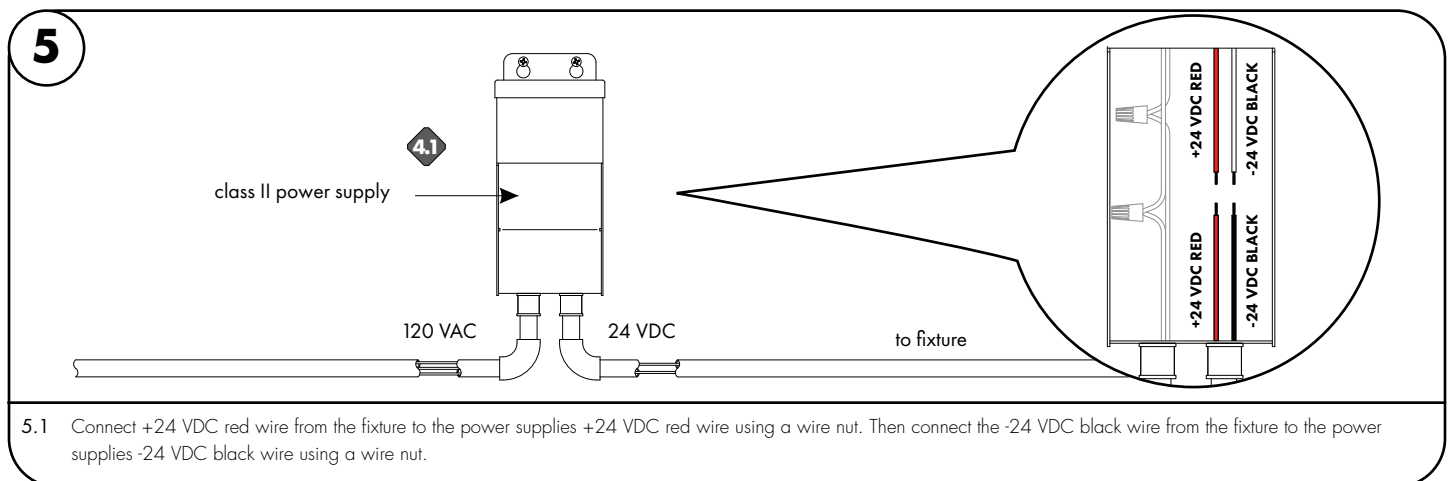 5
4.1
class II power supply
120 VAC
24 VDC
to fixture
+24 VDC RED
-24 VDC BLACK
+24 VDC RED
-24 VDC BLACK
5.1 Connect +24 VDC red wire from the fixture to the power supplies +24 VDC red wire using a wire nut. Then connect the -24 VDC black wire from the fixture to the power
supplies -24 VDC black wire using a wire nut.